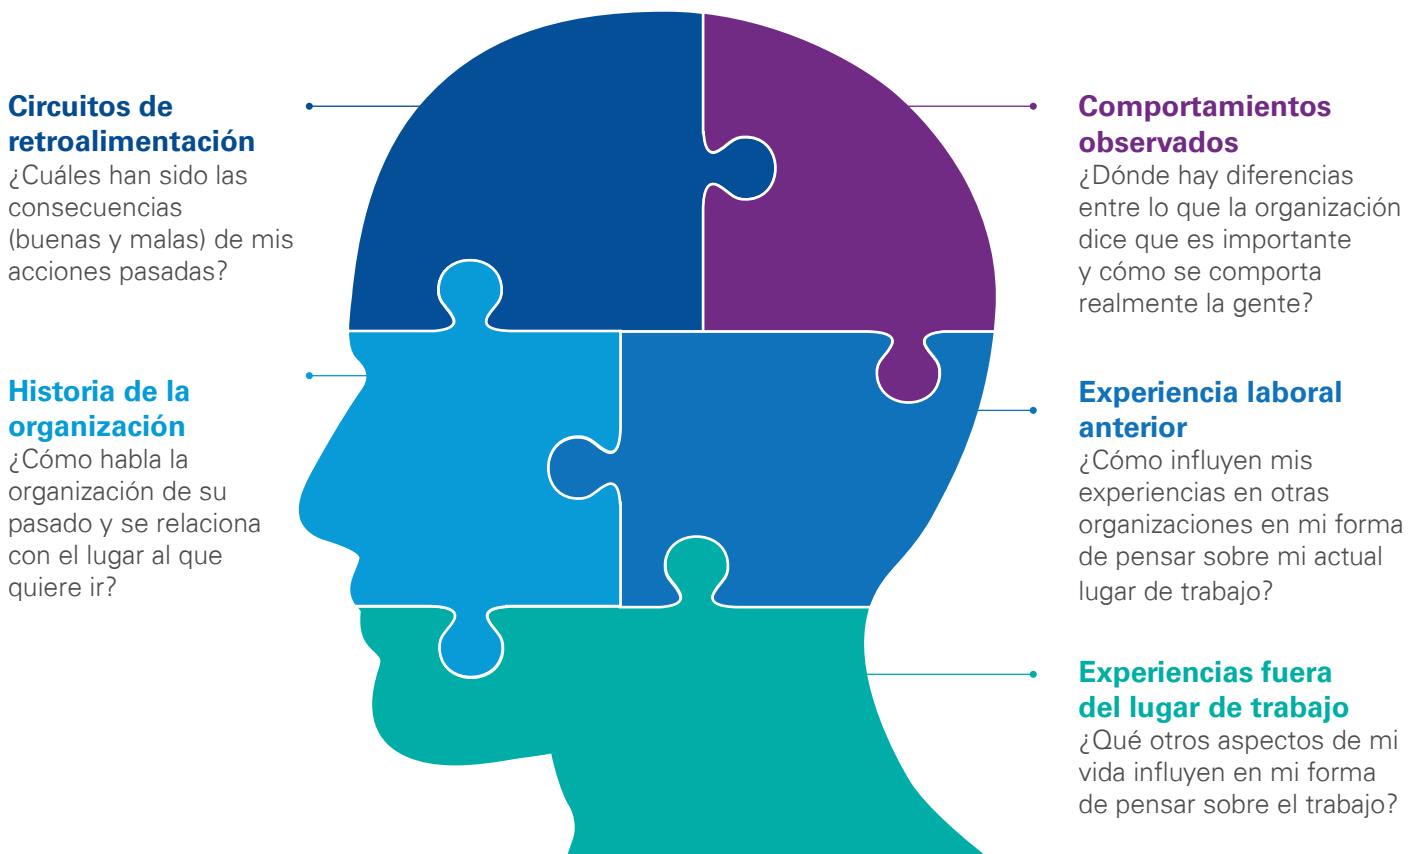 Circuitos de
retroalimentación
¿Cuáles han sido las
consecuencias
(buenas y malas) de mis
acciones pasadas?
Historia de la
organización
¿Cómo habla la
organización de su
pasado y se relaciona
con el lugar al que
quiere ir?
Comportamientos
observados
¿Dónde hay diferencias
entre lo que la organización
dice que es importante
y cómo se comporta
realmente la gente?
Experiencia laboral
anterior
¿Cómo influyen mis
experiencias en otras
organizaciones en mi forma
de pensar sobre mi actual
lugar de trabajo?
Experiencias fuera
del lugar de trabajo
¿Qué otros aspectos de mi
vida influyen en mi forma
de pensar sobre el trabajo?